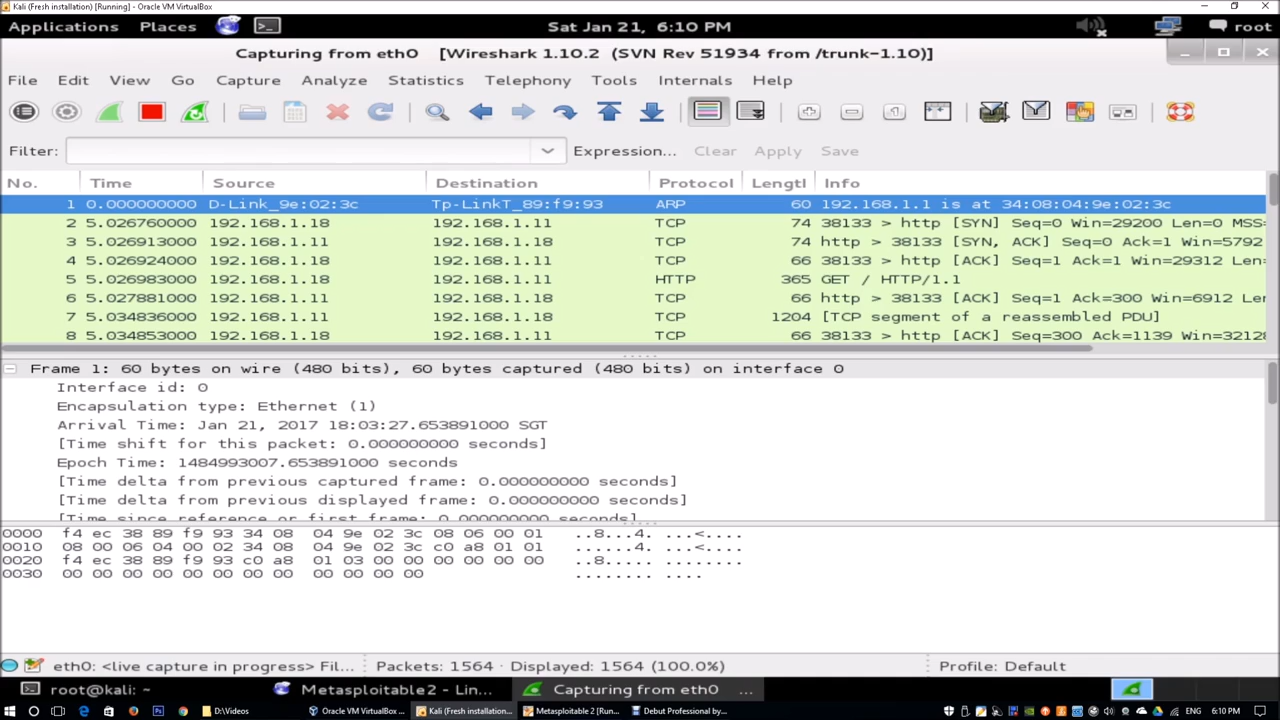 Kali (Fresh installation) [Running] - Oracle VM VirtualBox
Applications Places Sat Jan 21, 6:10 PM root
Capturing from eth0 [Wireshark 1.10.2 (SVN Rev 51934 from /trunk-1.10)]
File Edit View Go Capture Analyze Statistics Telephony Tools Internals Help
Filter: Expression... Clear Apply Save
No. Time Source Destination Protocol Lengtl Info
1 0.000000000 D-Link_9e:02:3c Tp-LinkT_89:f9:93 ARP 60 192.168.1.1 is at 34:08:04:9e:02:3c
2 5.026760000 192.168.1.18 192.168.1.11 TCP 74 38133 > http [SYN] Seq=0 Win=29200 Len=0 MSS=
3 5.026913000 192.168.1.11 192.168.1.18 TCP 74 http > 38133 [SYN, ACK] Seq=0 Ack=1 Win=5792
4 5.026924000 192.168.1.18 192.168.1.11 TCP 66 38133 > http [ACK] Seq=1 Ack=1 Win=29312 Len=
5 5.026983000 192.168.1.18 192.168.1.11 HTTP 365 GET / HTTP/1.1
6 5.027881000 192.168.1.11 192.168.1.18 TCP 66 http > 38133 [ACK] Seq=1 Ack=300 Win=6912 Len
7 5.034836000 192.168.1.11 192.168.1.18 TCP 1204 [TCP segment of a reassembled PDU]
8 5.034853000 192.168.1.18 192.168.1.11 TCP 66 38133 > http [ACK] Seq=300 Ack=1139 Win=32128
Frame 1: 60 bytes on wire (480 bits), 60 bytes captured (480 bits) on interface 0
Interface id: 0
Encapsulation type: Ethernet (1)
Arrival Time: Jan 21, 2017 18:03:27.653891000 SGT
[Time shift for this packet: 0.000000000 seconds]
Epoch Time: 1484993007.653891000 seconds
[Time delta from previous captured frame: 0.000000000 seconds]
[Time delta from previous displayed frame: 0.000000000 seconds]
[Time since reference or first frame: 0.000000000 seconds]
0000 f4 ec 38 89 f9 93 34 08 04 9e 02 3c 08 06 00 01 ..8...4. ...<....
0010 08 00 06 04 00 02 34 08 04 9e 02 3c c0 a8 01 01 ......4. ...<....
0020 f4 ec 38 89 f9 93 c0 a8 01 03 00 00 00 00 00 00 ..8..... ........
0030 00 00 00 00 00 00 00 00 00 00 00 00 ........ ....
eth0: <live capture in progress> Fil... Packets: 1564 · Displayed: 1564 (100.0%) Profile: Default
root@kali: ~ Metasploitable2 - Lin... Capturing from eth0 ...
D:\Videos Oracle VM VirtualBox ... Kali (Fresh installation... Metasploitable 2 [Run... Debut Professional by... ENG 6:10 PM